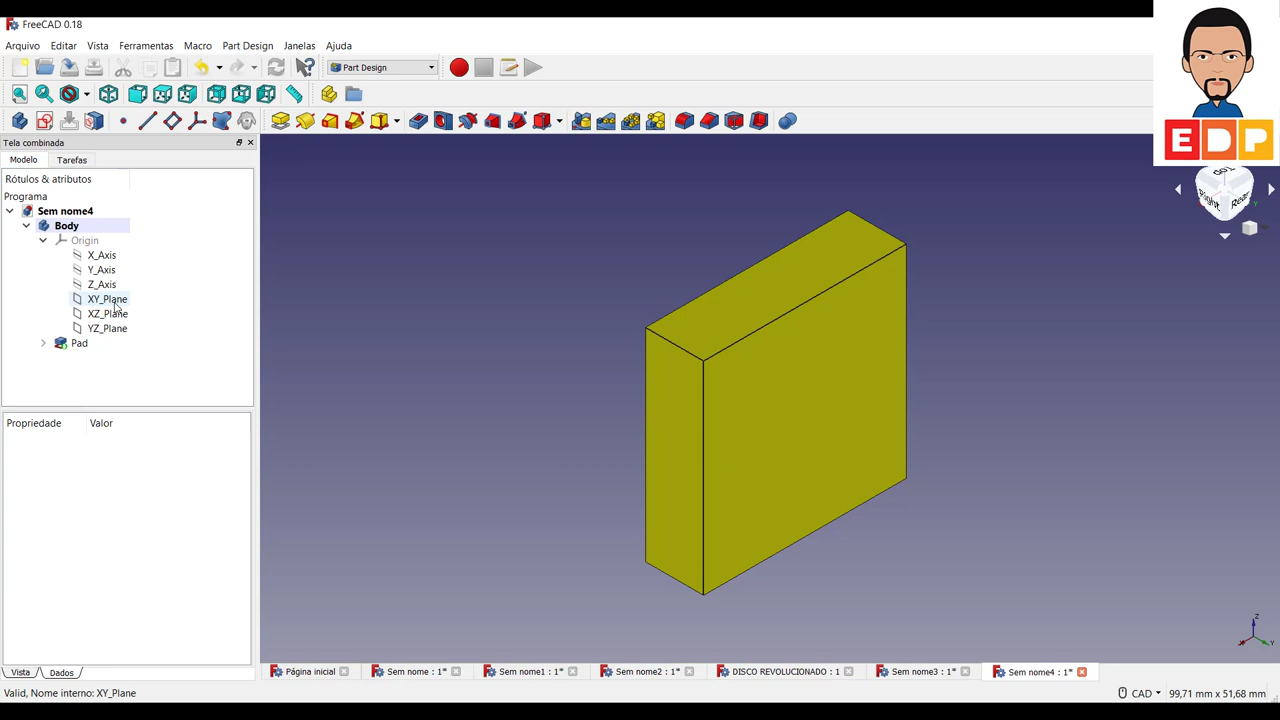 FreeCAD 0.18
Arquivo Editar Vista Ferramentas Macro Part Design Janelas Ajuda
Part Design
EDP
Tela combinada
Modelo Tarefas
Rótulos & atributos
Programa
Sem nome4
Body
Origin
X_Axis
Y_Axis
Z_Axis
XY_Plane
XZ_Plane
YZ_Plane
Pad
Top
Right Rear
Propriedade Valor
Z
X Y
Vista Dados
Página inicial Sem nome : 1* Sem nome1 : 1* Sem nome2 : 1* DISCO REVOLUCIONADO : 1 Sem nome3 : 1* Sem nome4 : 1*
Valid, Nome interno: XY_Plane CAD 99,71 mm x 51,68 mm